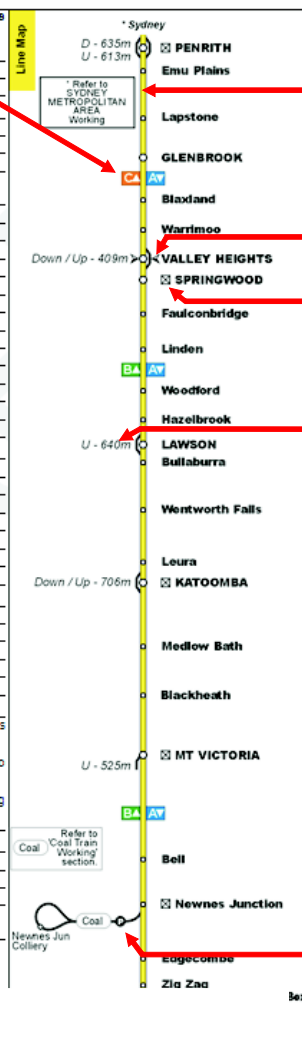 Line Map
* Sydney
D - 635m
U - 613m
PENRITH
Emu Plains
* Refer to
SYDNEY
METROPOLITAN
AREA
Working
Lapstone
GLENBROOK
C▲ A▼
Blaxland
Warrimoo
Down / Up - 409m
VALLEY HEIGHTS
SPRINGWOOD
Faulconbridge
Linden
B▲ A▼
Woodford
Hazelbrook
U - 640m
LAWSON
Bullaburra
Wentworth Falls
Leura
Down / Up - 706m
KATOOMBA
Medlow Bath
Blackheath
U - 525m
MT VICTORIA
B▲ A▼
Refer to
Coal
'Coal Train
Working'
section.
Bell
Newnes Junction
Coal
Newnes Jun
Colliery
Edgecombe
Zig Zag